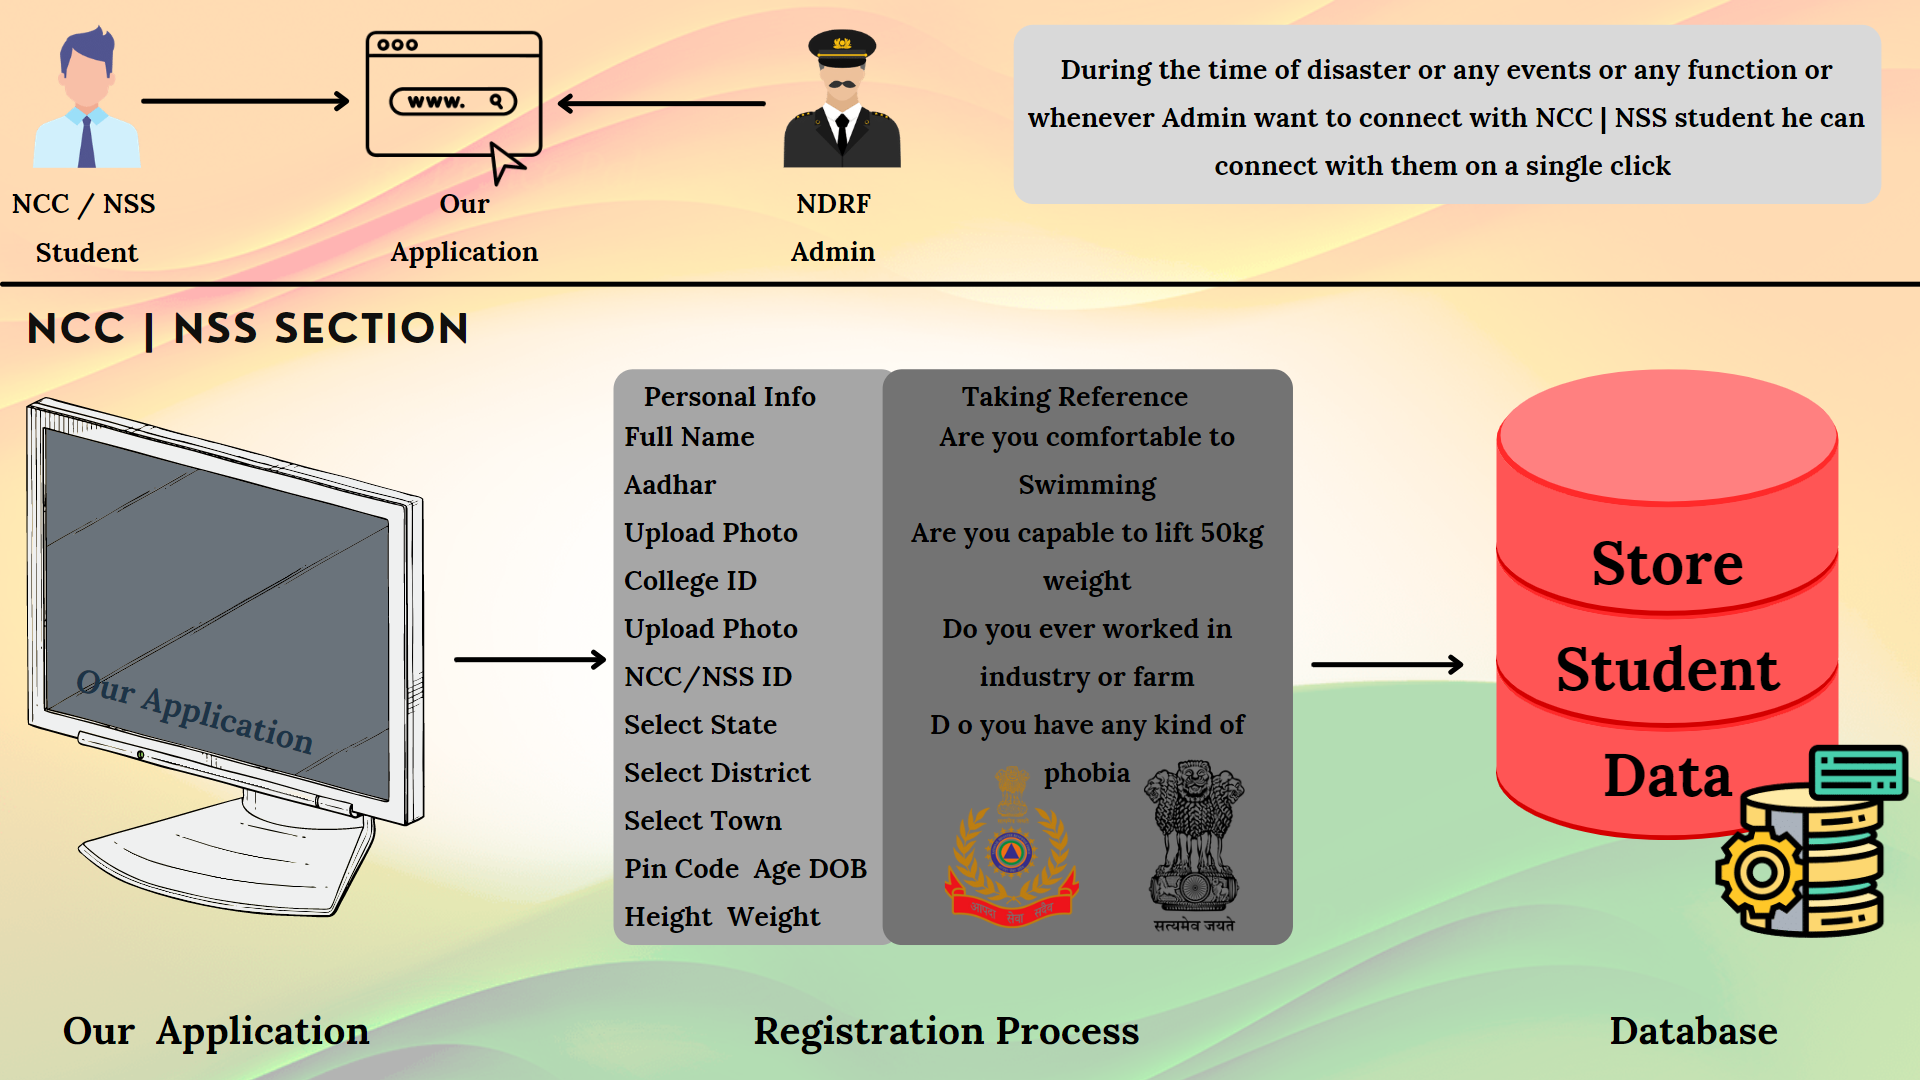 www.
NCC / NSS
Student
Our
Application
NDRF
Admin
During the time of disaster or any events or any function or
whenever Admin want to connect with NCC | NSS student he can
connect with them on a single click
NCC | NSS SECTION
Our Application
Personal Info
Full Name
Aadhar
Upload Photo
College ID
Upload Photo
NCC/NSS ID
Select State
Select District
Select Town
Pin Code  Age DOB
Height  Weight
Taking Reference
Are you comfortable to
Swimming
Are you capable to lift 50kg
weight
Do you ever worked in
industry or farm
D o you have any kind of
phobia
आपदा सेवा सदैव
सत्यमेव जयते
Store
Student
Data
Our  Application
Registration Process
Database